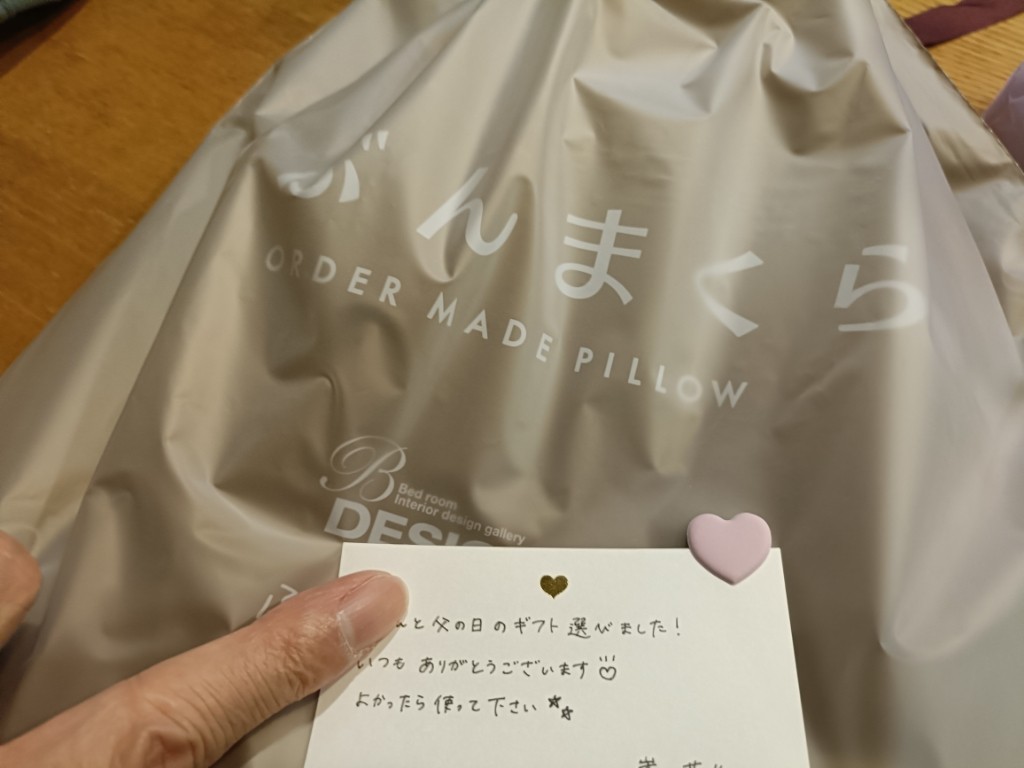 ぶんまくら
ORDER MADE PILLOW
B
Bed room
Interior design gallery
んと父の日のギフト選びました!
いつも ありがとうございます
よかったら使って下さい